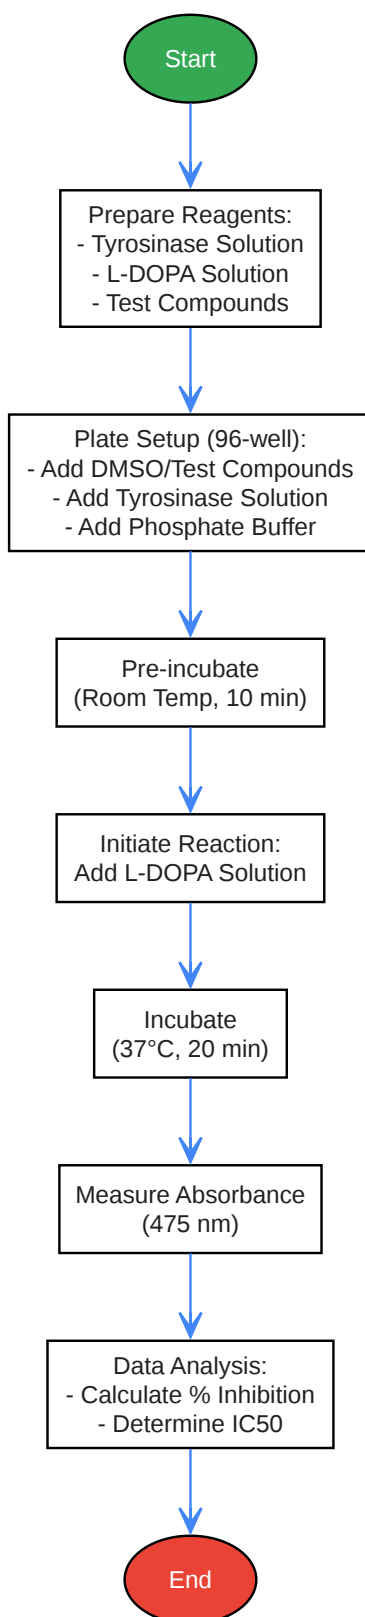 Start
Prepare Reagents:
- Tyrosinase Solution
- L-DOPA Solution
- Test Compounds
Plate Setup (96-well):
- Add DMSO/Test Compounds
- Add Tyrosinase Solution
- Add Phosphate Buffer
Pre-incubate
(Room Temp, 10 min)
Initiate Reaction:
Add L-DOPA Solution
Incubate
(37°C, 20 min)
Measure Absorbance
(475 nm)
Data Analysis:
- Calculate % Inhibition
- Determine IC50
End